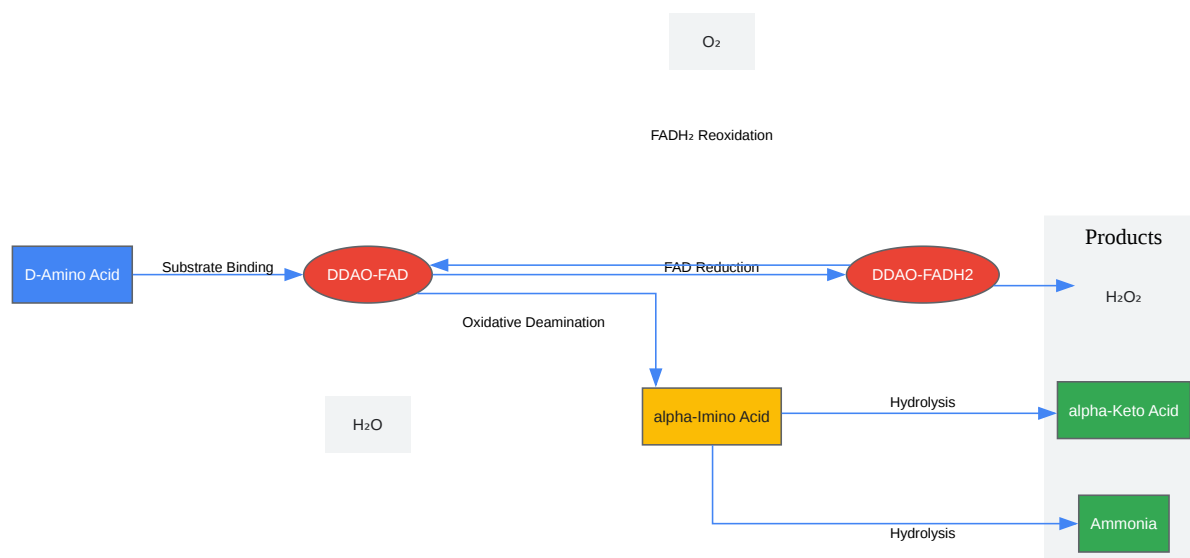 O₂
FADH₂ Reoxidation
Products
D-Amino Acid
Substrate Binding
DDAO-FAD
FAD Reduction
DDAO-FADH2
H₂O₂
Oxidative Deamination
H₂O
alpha-Imino Acid
Hydrolysis
alpha-Keto Acid
Hydrolysis
Ammonia